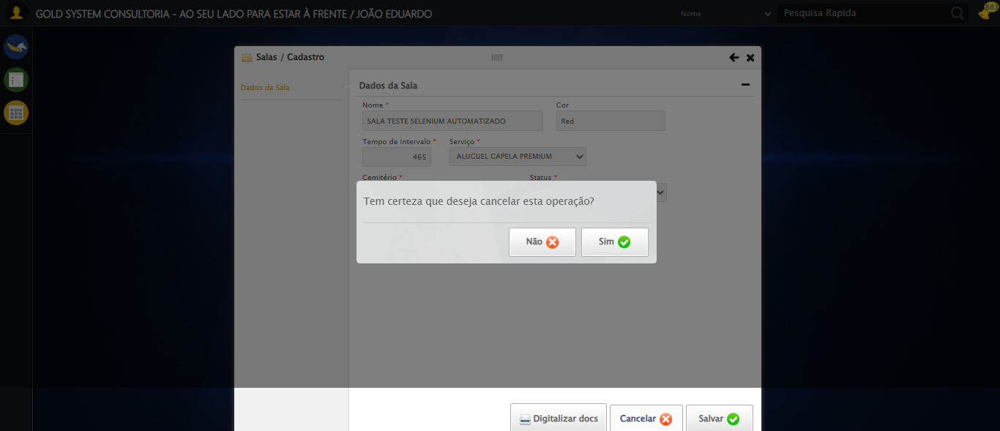 GOLD SYSTEM CONSULTORIA - AO SEU LADO PARA ESTAR À FRENTE / JOÃO EDUARDO
Nome
Pesquisa Rapida
883
Salas / Cadastro
Dados da Sala
Dados da Sala
Nome *
Cor
SALA TESTE SELENIUM AUTOMATIZADO
Red
Tempo de Intervalo *
Serviço *
465
ALUGUEL CAPELA PREMIUM
Cemitério *
Status *
Tem certeza que deseja cancelar esta operação?
Não
Sim
Digitalizar docs
Cancelar
Salvar